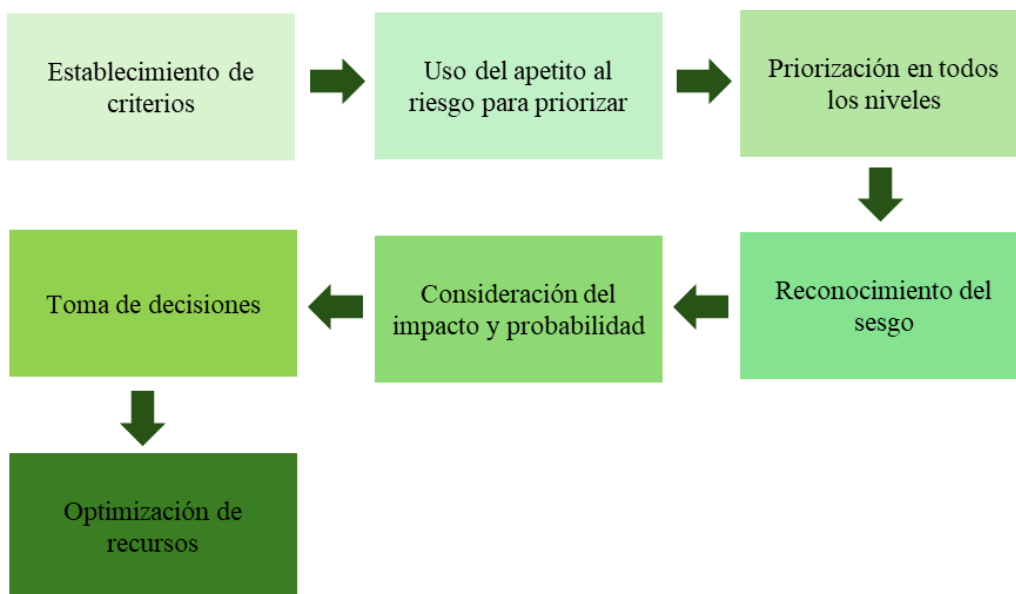 Establecimiento de
criterios
Uso del apetito al
riesgo para priorizar
Priorización en todos
los niveles
Reconocimiento del
sesgo
Consideración del
impacto y probabilidad
Toma de decisiones
Optimización de
recursos